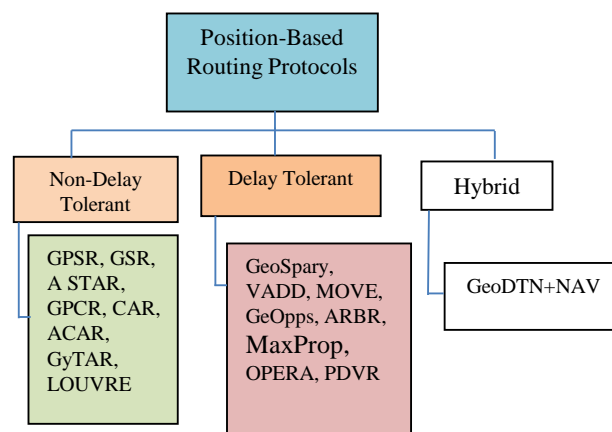 Position-Based
Routing Protocols
Non-Delay
Tolerant
Delay Tolerant
Hybrid
GPSR, GSR,
A STAR,
GPCR, CAR,
ACAR,
GyTAR,
LOUVRE
GeoSpary,
VADD, MOVE,
GeOpps, ARBR,
MaxProp,
OPERA, PDVR
GeoDTN+NAV